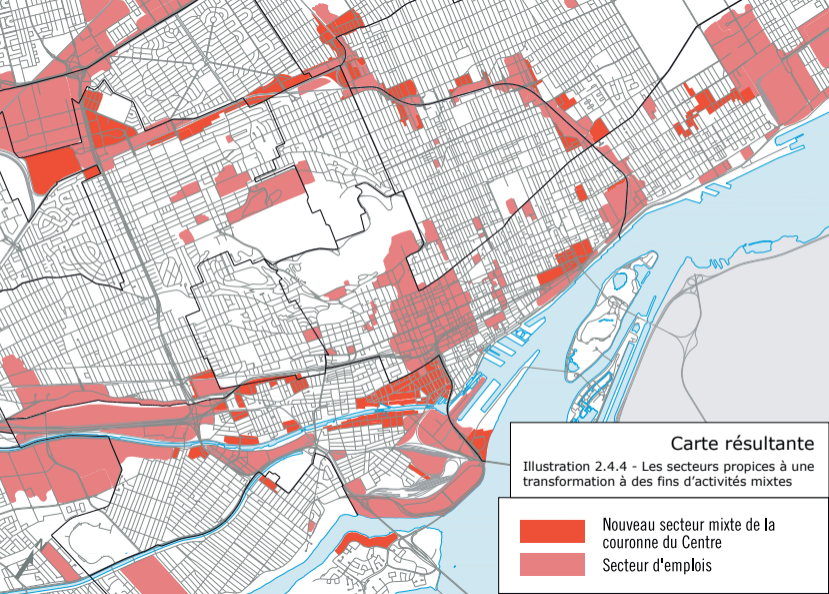 Carte résultante
Illustration 2.4.4 - Les secteurs propices à une
transformation à des fins d'activités mixtes
Nouveau secteur mixte de la
couronne du Centre
Secteur d'emplois